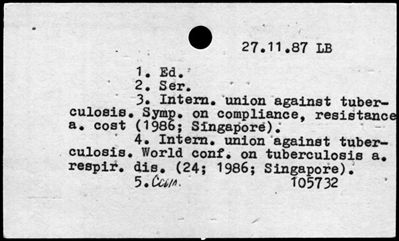 27.11.87 LB
1. Ed.
2. Ser.
3. Intern. union against tuber-
culosis. Symp. on compliance, resistance
a. cost (1986; Singapore).
4. Intern. union against tuber-
culosis. World conf. on tuberculosis a.
respir. dis. (24; 1986; Singapore).
5.
105732